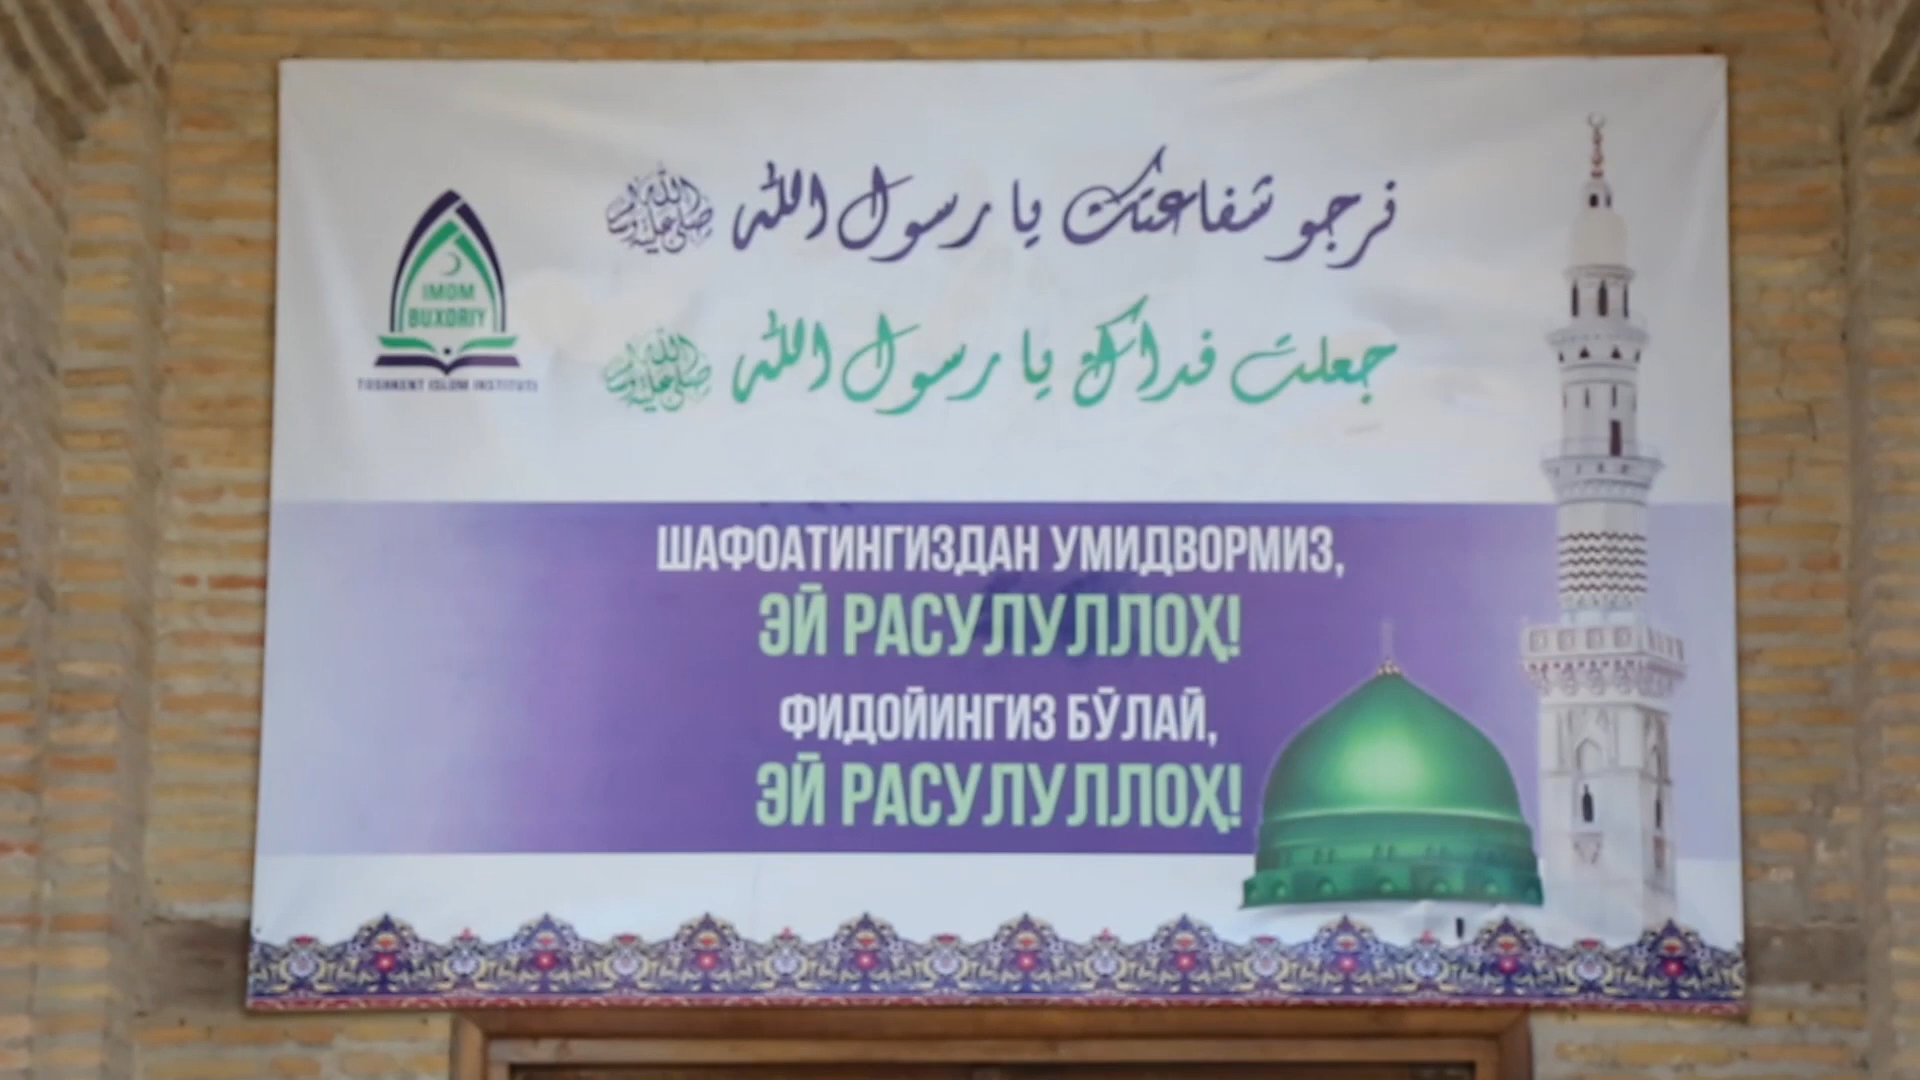 فرجو شفاعتك يا رسول الله ﷺ
جعلت فداك يا رسول الله ﷺ
IMOM
BUXORIY
TOSHKENT ISLOM INSTITUTI
ШАФОАТИНГИЗДАН УМИДВОРМИЗ,
ЭЙ РАСУЛУЛЛОҲ!
ФИДОЙИНГИЗ БЎЛАЙ,
ЭЙ РАСУЛУЛЛОҲ!